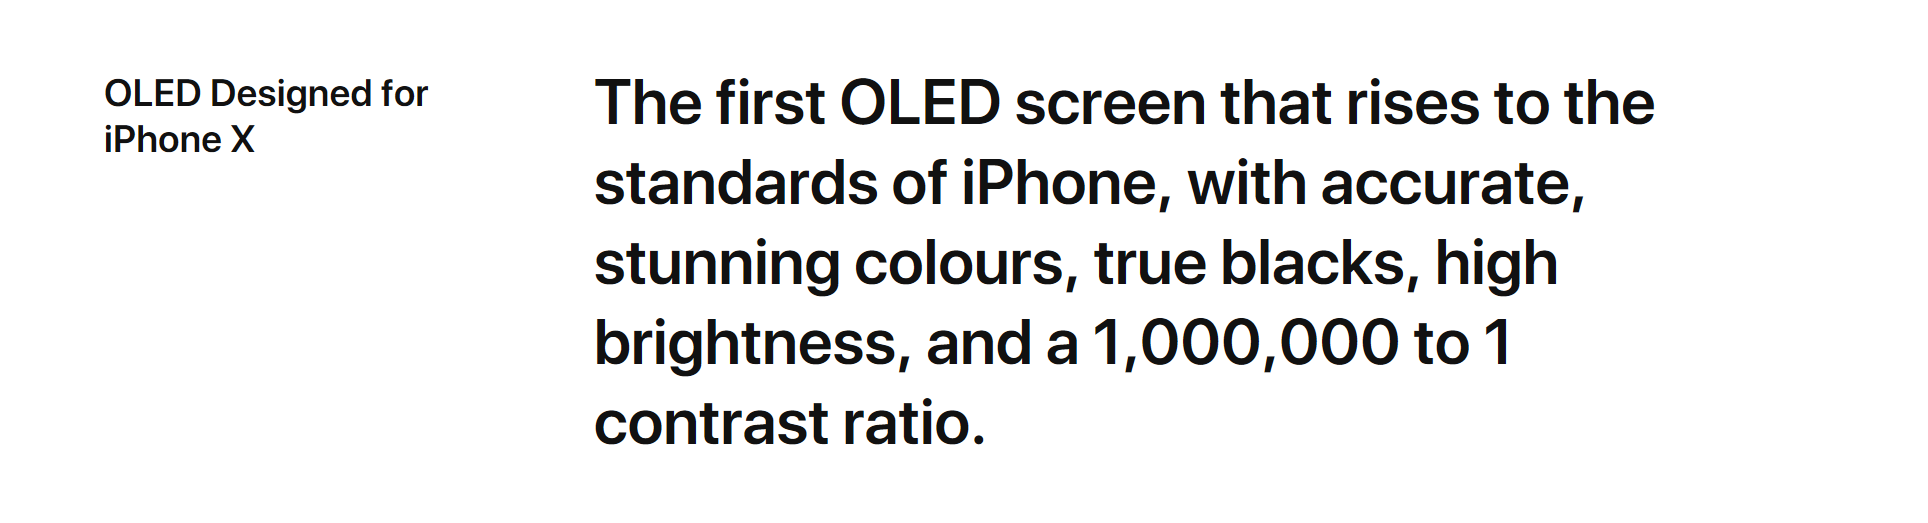 OLED Designed for
iPhone X
The first OLED screen that rises to the
standards of iPhone, with accurate,
stunning colours, true blacks, high
brightness, and a 1,000,000 to 1
contrast ratio.